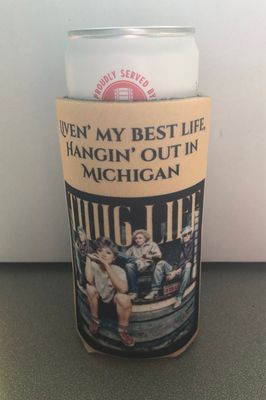 PROUDLY SERVED BY
LIVEN' MY BEST LIFE,
HANGIN' OUT IN
MICHIGAN
THUG LIFE